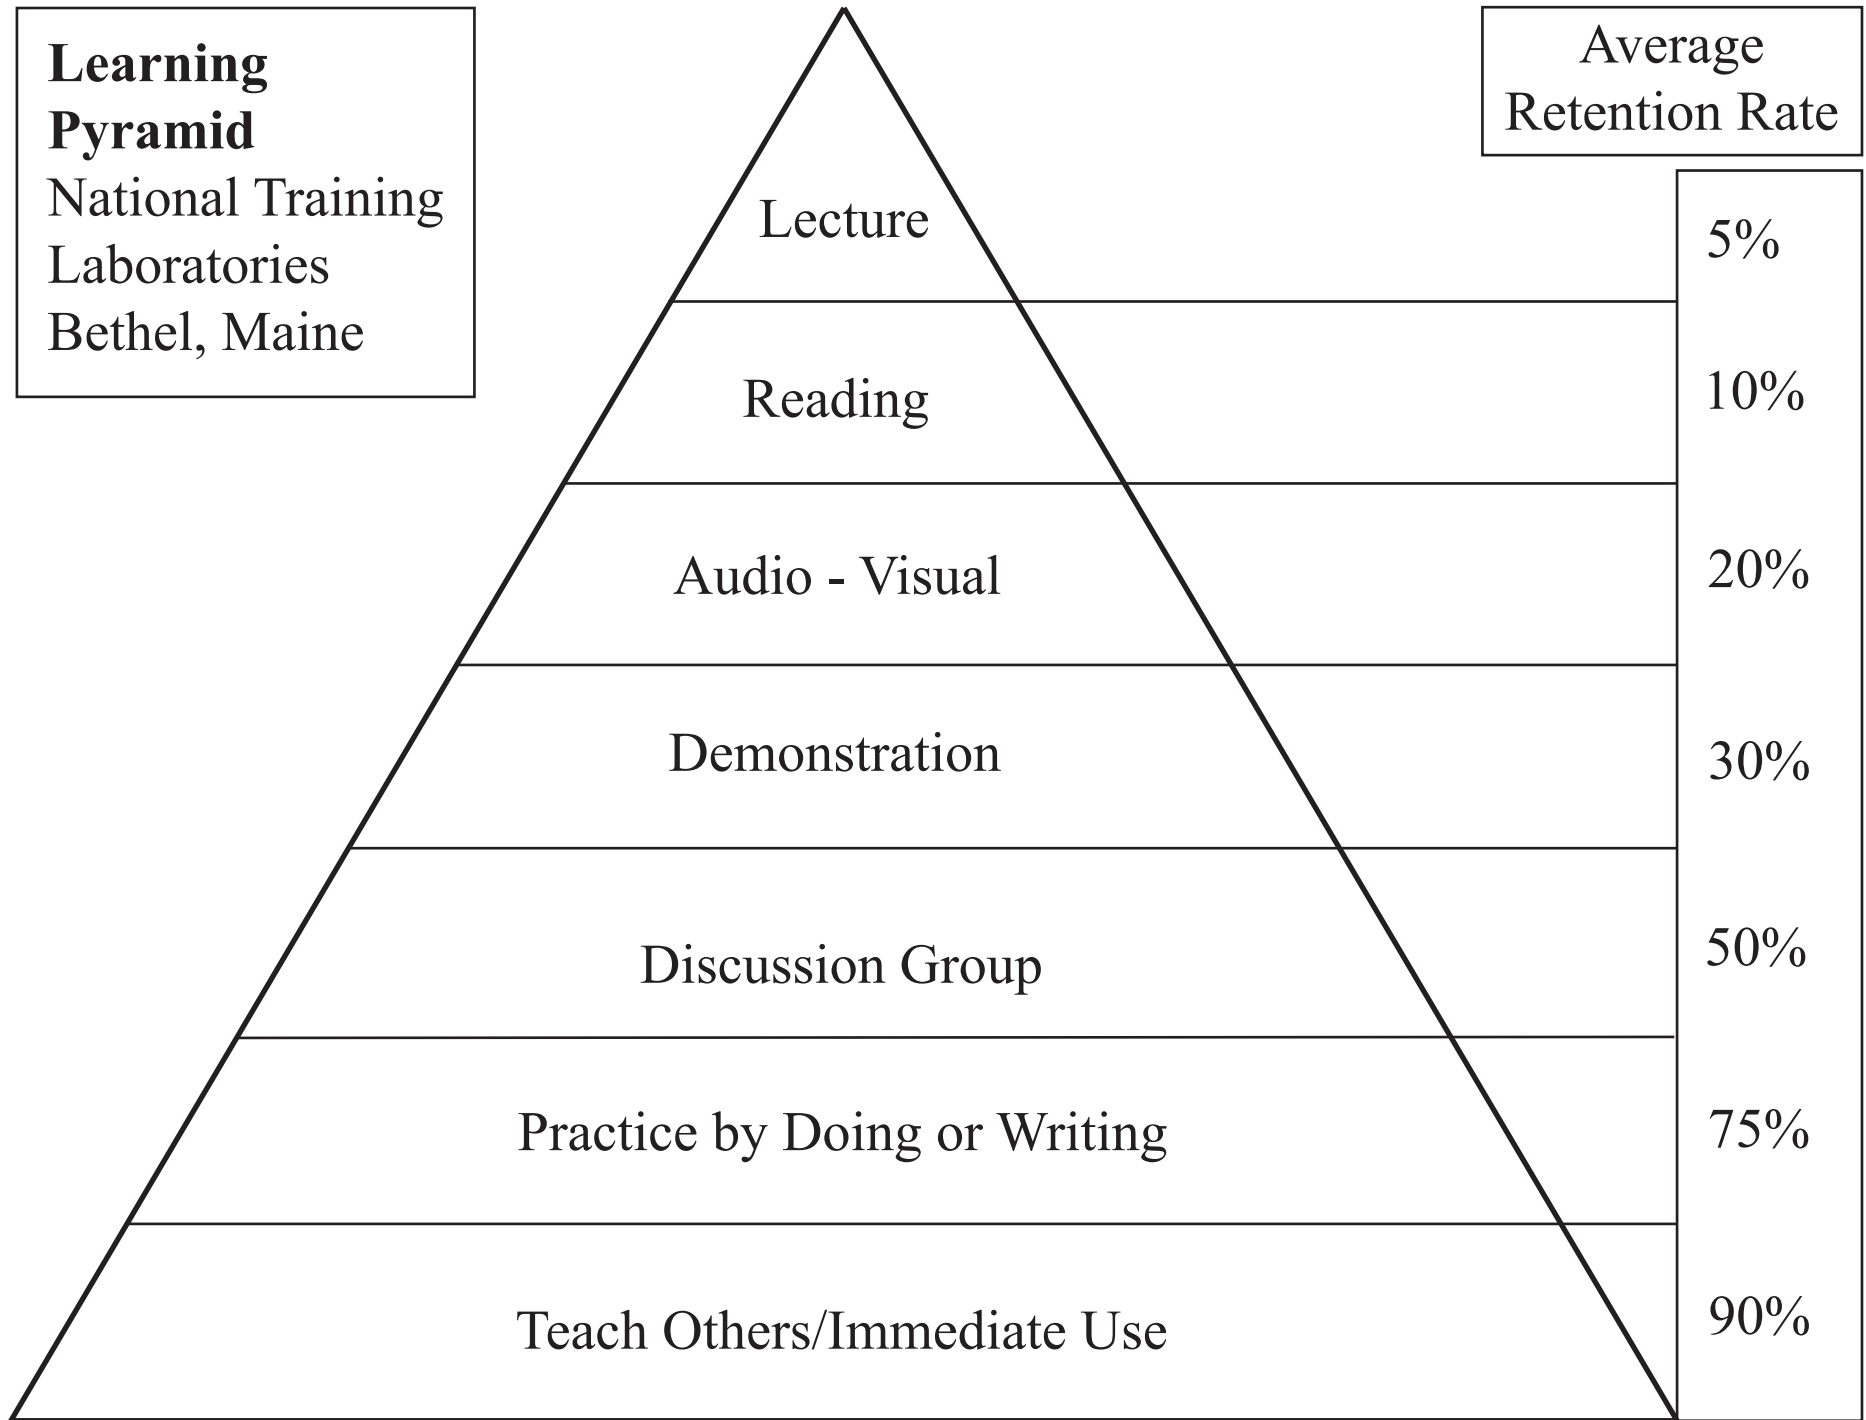 Learning
Pyramid
National Training
Laboratories
Bethel, Maine
Average
Retention Rate
Lecture
5%
Reading
10%
Audio - Visual
20%
Demonstration
30%
Discussion Group
50%
Practice by Doing or Writing
75%
Teach Others/Immediate Use
90%